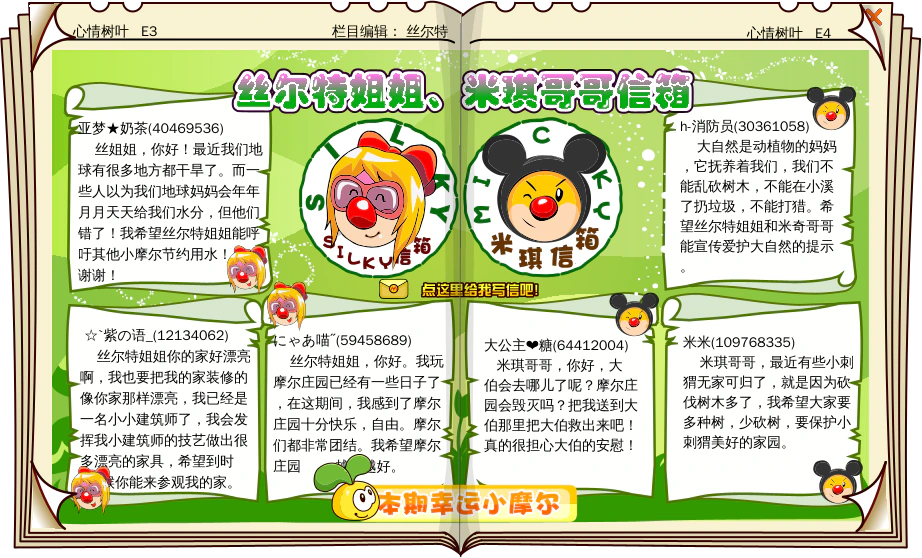 心情树叶 E3
栏目编辑： 丝尔特
心情树叶 E4
丝尔特姐姐、米琪哥哥信箱
亚梦★奶茶(40469536)
丝姐姐，你好！最近我们地
球有很多地方都干旱了。而一
些人以为我们地球妈妈会年年
月月天天给我们水分，但他们
错了！我希望丝尔特姐姐能呼
吁其他小摩尔节约用水！
谢谢！
SILKY
SILKY信箱
MICKY
米琪信箱
点这里给我写信吧!
h-消防员(30361058)
大自然是动植物的妈妈
，它抚养着我们，我们不
能乱砍树木，不能在小溪
了扔垃圾，不能打猎。希
望丝尔特姐姐和米奇哥哥
能宣传爱护大自然的提示
。
☆`紫の语_(12134062)
丝尔特姐姐你的家好漂亮
啊，我也要把我的家装修的
像你家那样漂亮，我已经是
一名小小建筑师了，我会发
挥我小建筑师的技艺做出很
多漂亮的家具，希望到时
候你能来参观我的家。
にゃあ喵˝(59458689)
丝尔特姐姐，你好。我玩
摩尔庄园已经有一些日子了
，在这期间，我感到了摩尔
庄园十分快乐，自由。摩尔
们都非常团结。我希望摩尔
庄园 越好。
大公主❤糖(64412004)
米琪哥哥，你好，大
伯会去哪儿了呢？摩尔庄
园会毁灭吗？把我送到大
伯那里把大伯救出来吧！
真的很担心大伯的安慰！
米米(109768335)
米琪哥哥，最近有些小刺
猬无家可归了，就是因为砍
伐树木多了，我希望大家要
多种树，少砍树，要保护小
刺猬美好的家园。
本期幸运小摩尔